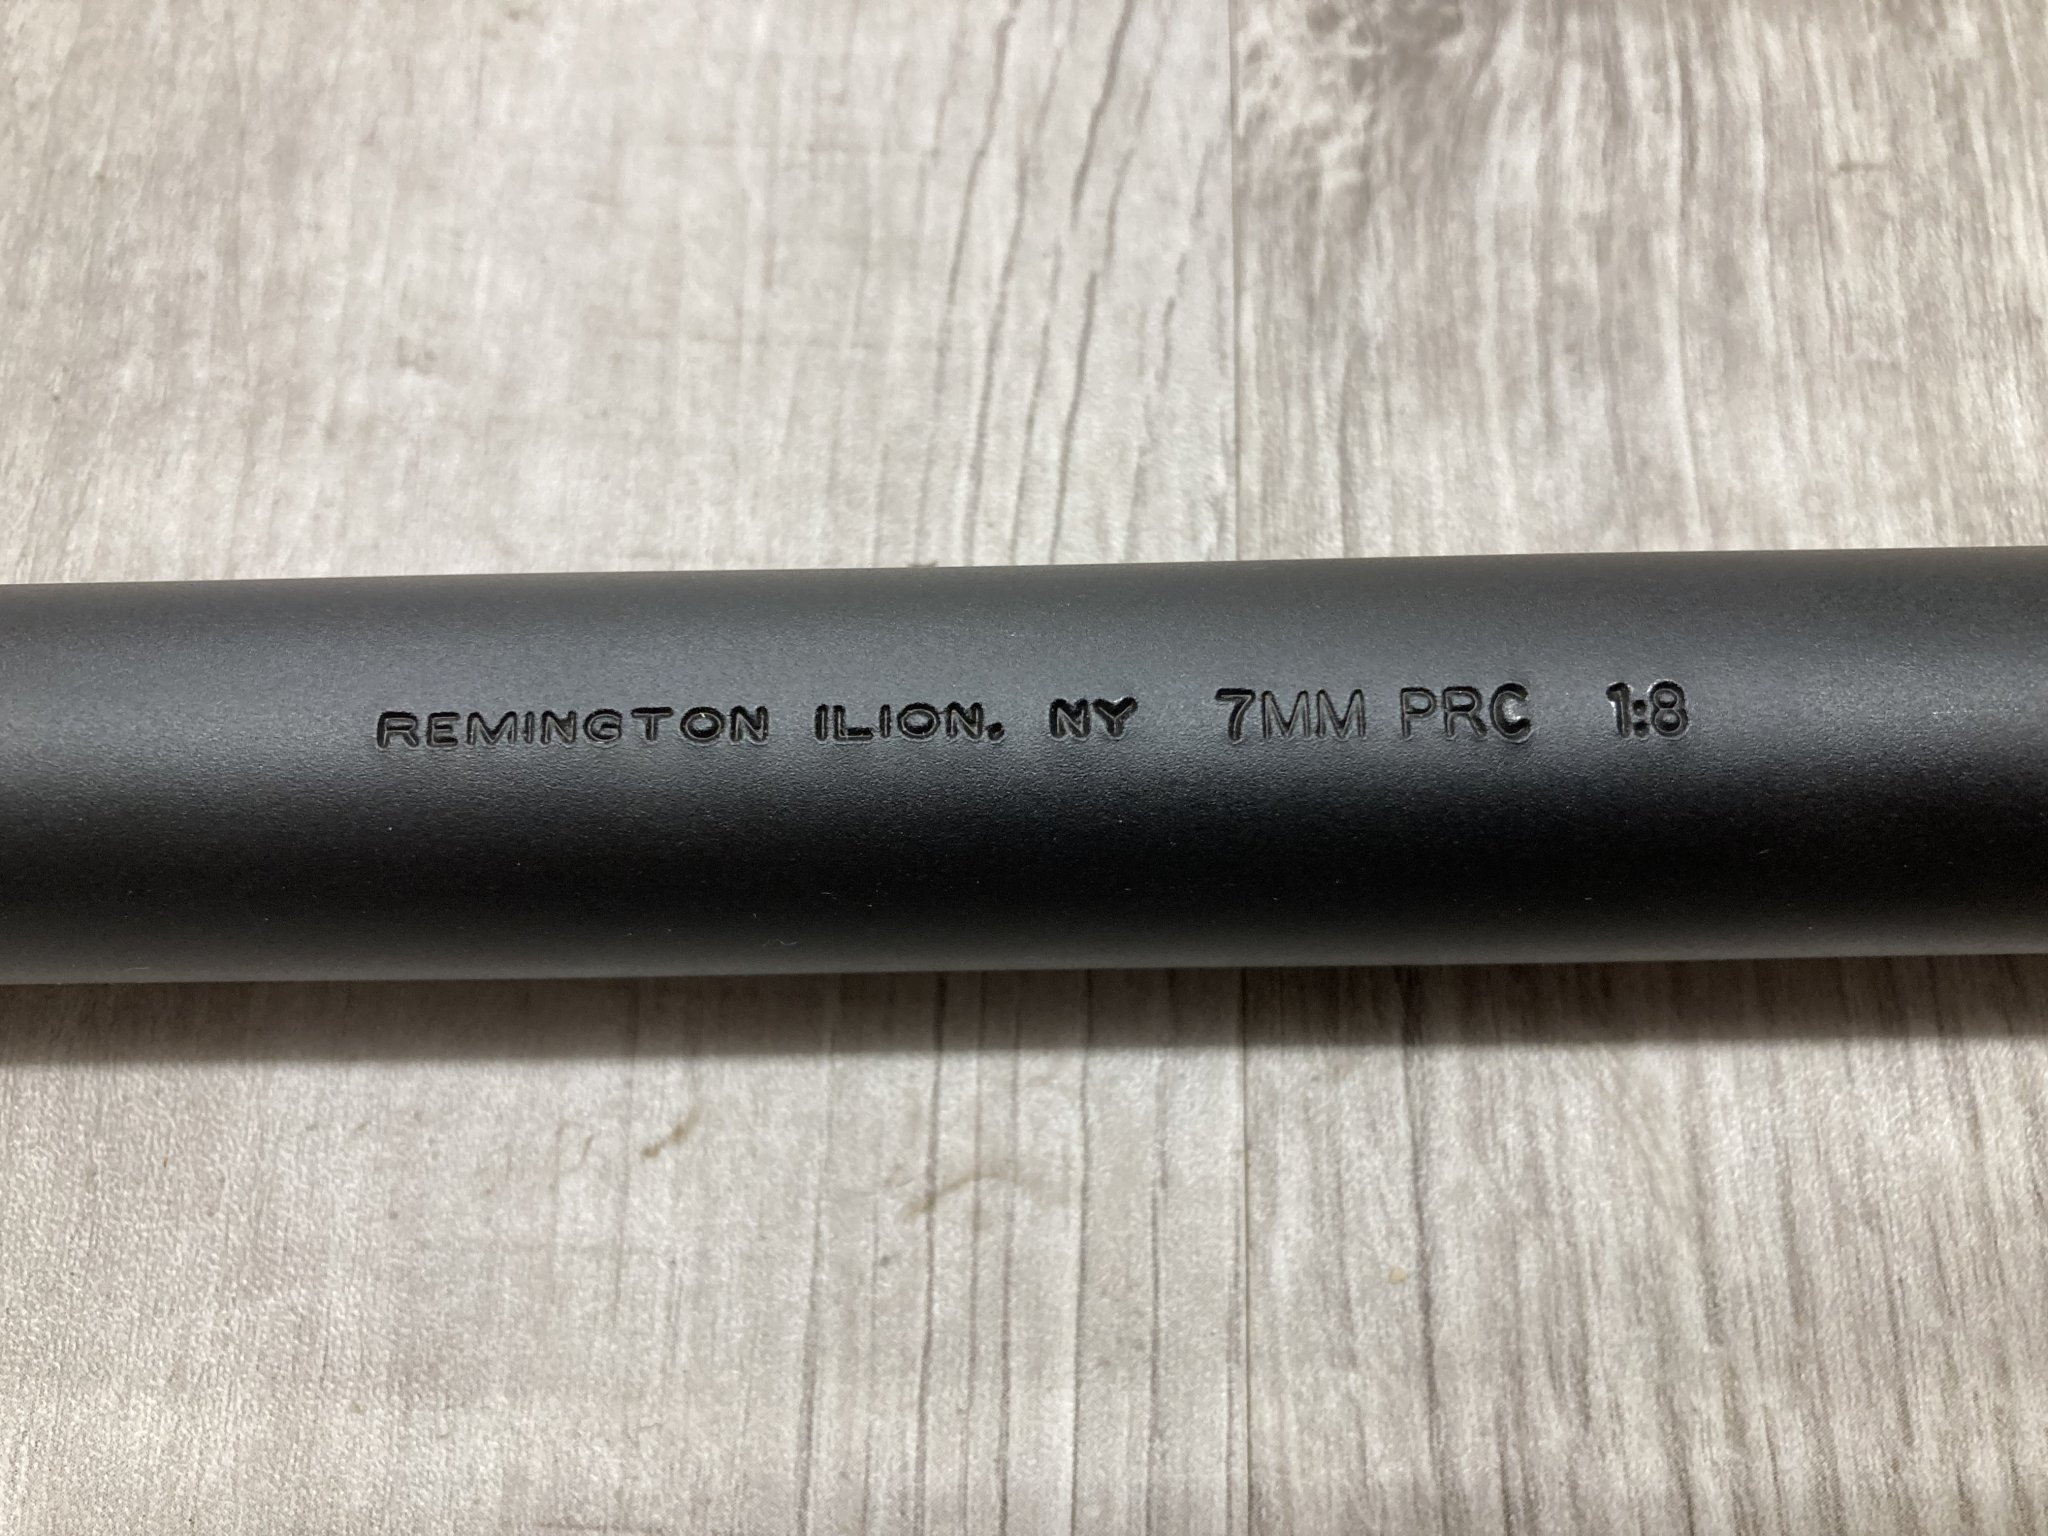 REMINGTON ILION, NY 7MM PRC 1:8